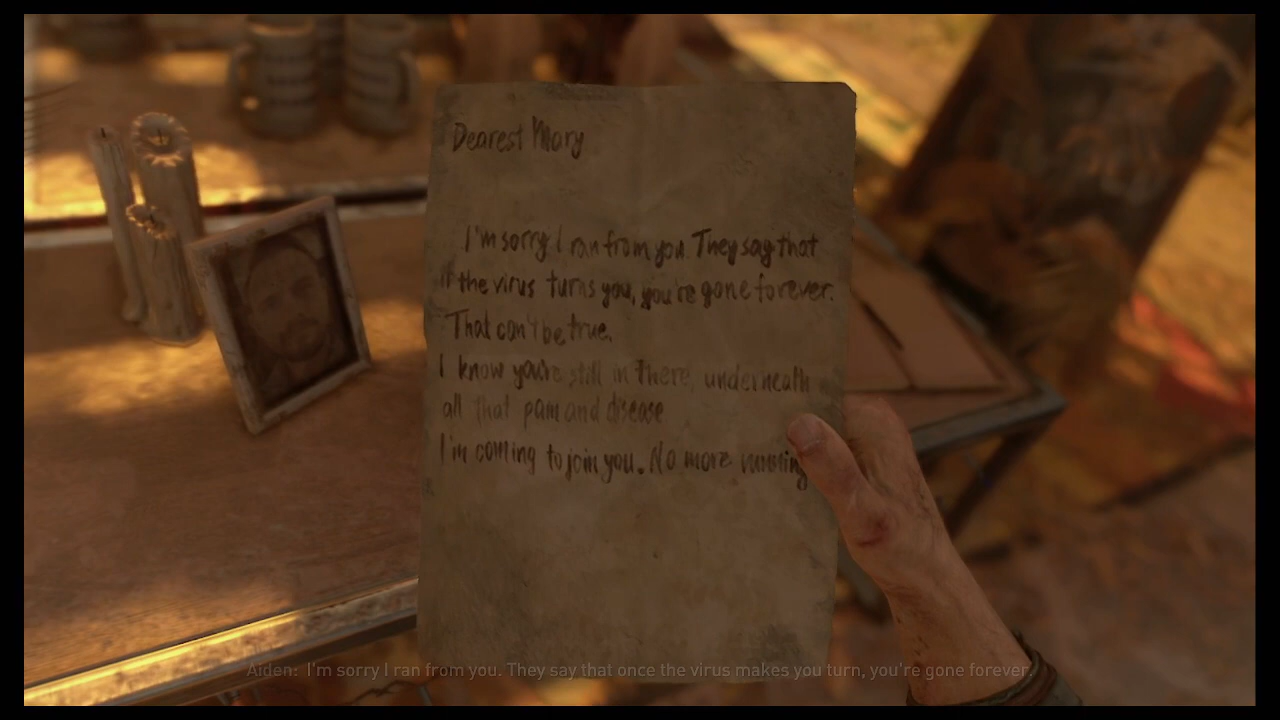 Dearest Mary
I'm sorry I ran from you. They say that
if the virus turns you, you're gone forever.
That can't be true.
I know you're still in there, underneath
all that pain and disease
I'm coming to join you. No more running
Aiden: I'm sorry I ran from you. They say that once the virus makes you turn, you're gone forever.